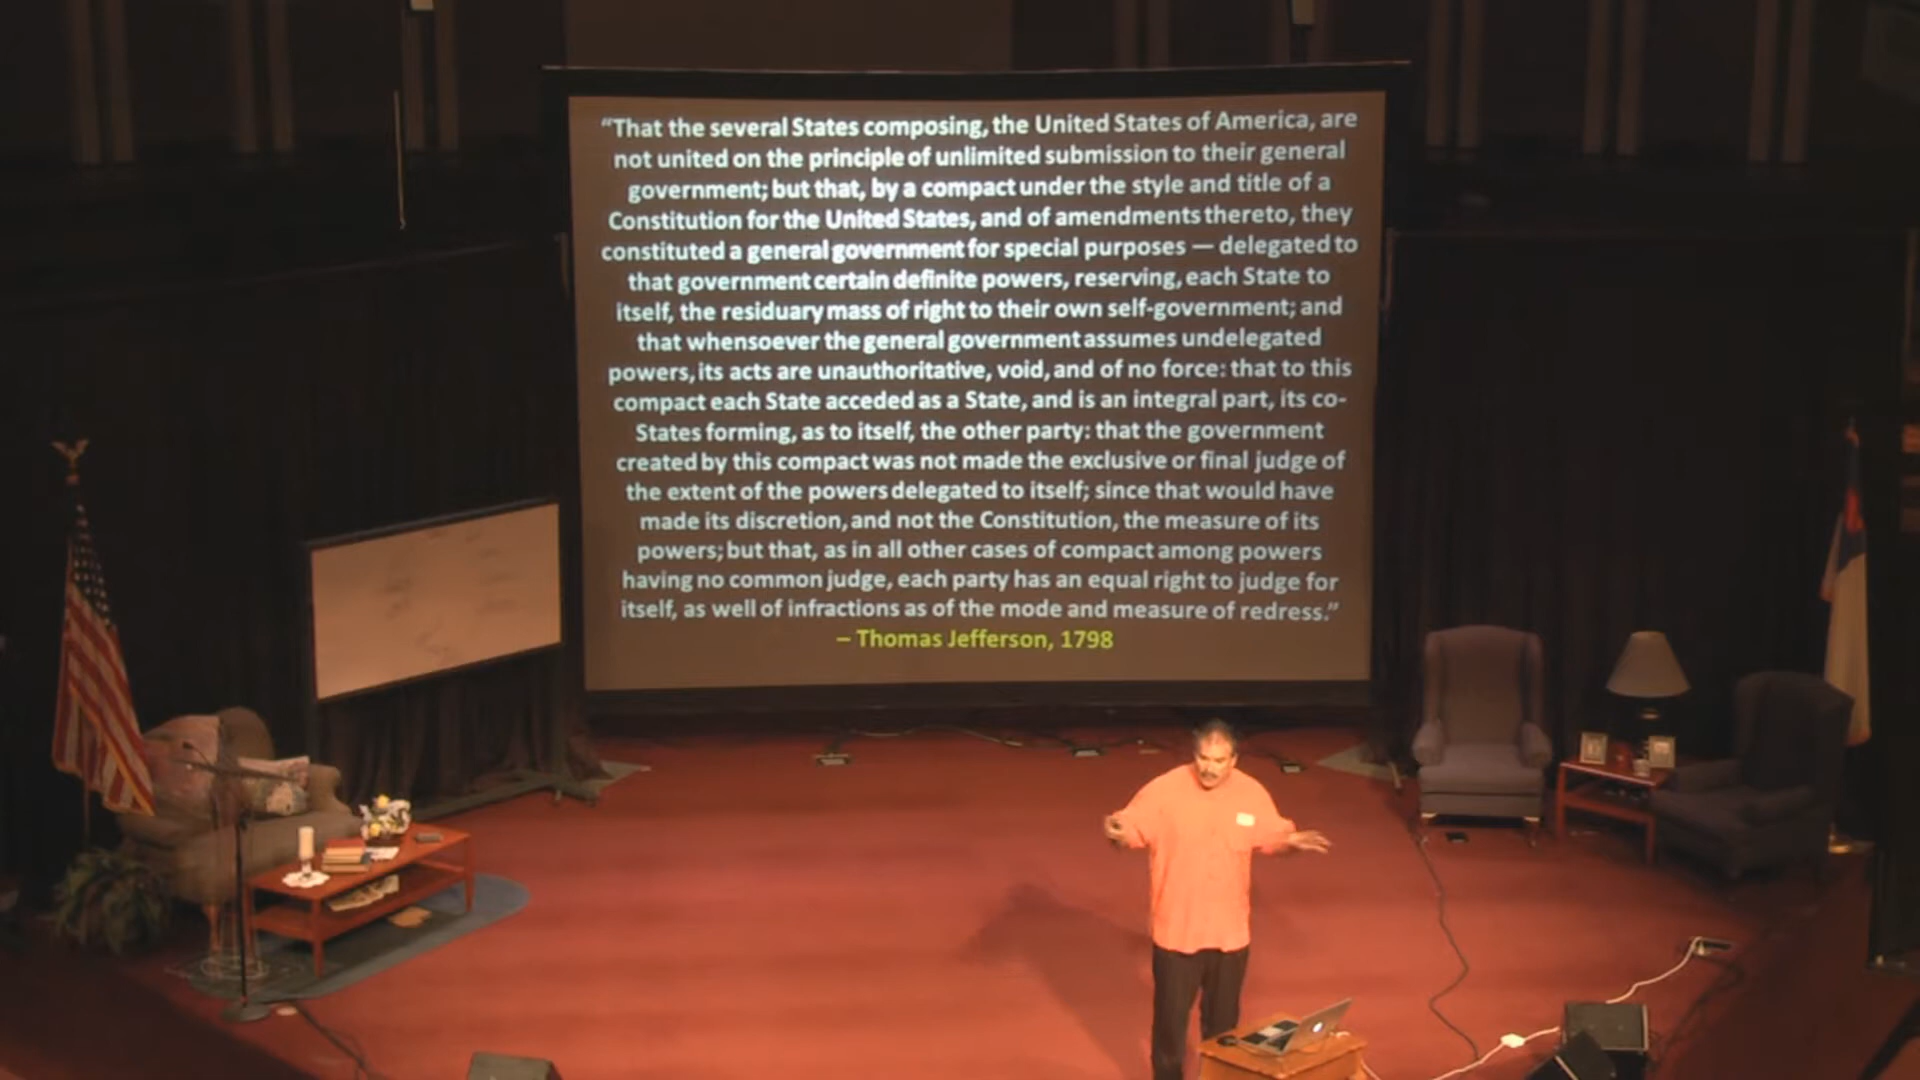 “That the several States composing, the United States of America, are
not united on the principle of unlimited submission to their general
government; but that, by a compact under the style and title of a
Constitution for the United States, and of amendments thereto, they
constituted a general government for special purposes — delegated to
that government certain definite powers, reserving, each State to
itself, the residuary mass of right to their own self-government; and
that whensoever the general government assumes undelegated
powers, its acts are unauthoritative, void, and of no force: that to this
compact each State acceded as a State, and is an integral part, its co-
States forming, as to itself, the other party: that the government
created by this compact was not made the exclusive or final judge of
the extent of the powers delegated to itself; since that would have
made its discretion, and not the Constitution, the measure of its
powers; but that, as in all other cases of compact among powers
having no common judge, each party has an equal right to judge for
itself, as well of infractions as of the mode and measure of redress.”
– Thomas Jefferson, 1798